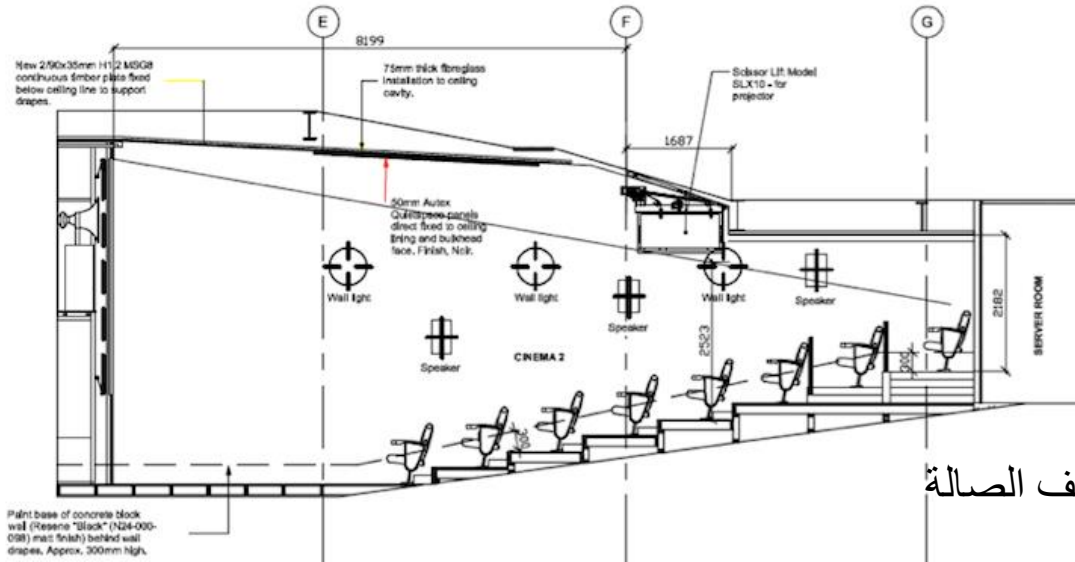 E
F
G
8199
New 2/90x35mm H1.2 MSG8
continuous timber plate fixed
below ceiling line to support
drapes.
75mm thick fibreglass
installation to ceiling
cavity.
Scissor Lift Model
SLX10 - for
projector
1687
50mm Autex
Quietspace panels
direct fixed to ceiling
lining and bulkhead
face. Finish, Noir.
Wall light
Wall light
Wall light
Speaker
Speaker
Speaker
CINEMA 2
2523
2182
300
300
SERVER ROOM
ف الصالة
Paint base of concrete block
wall (Resene "Black" (N24-000-
098) matt finish) behind wall
drapes. Approx. 300mm high.